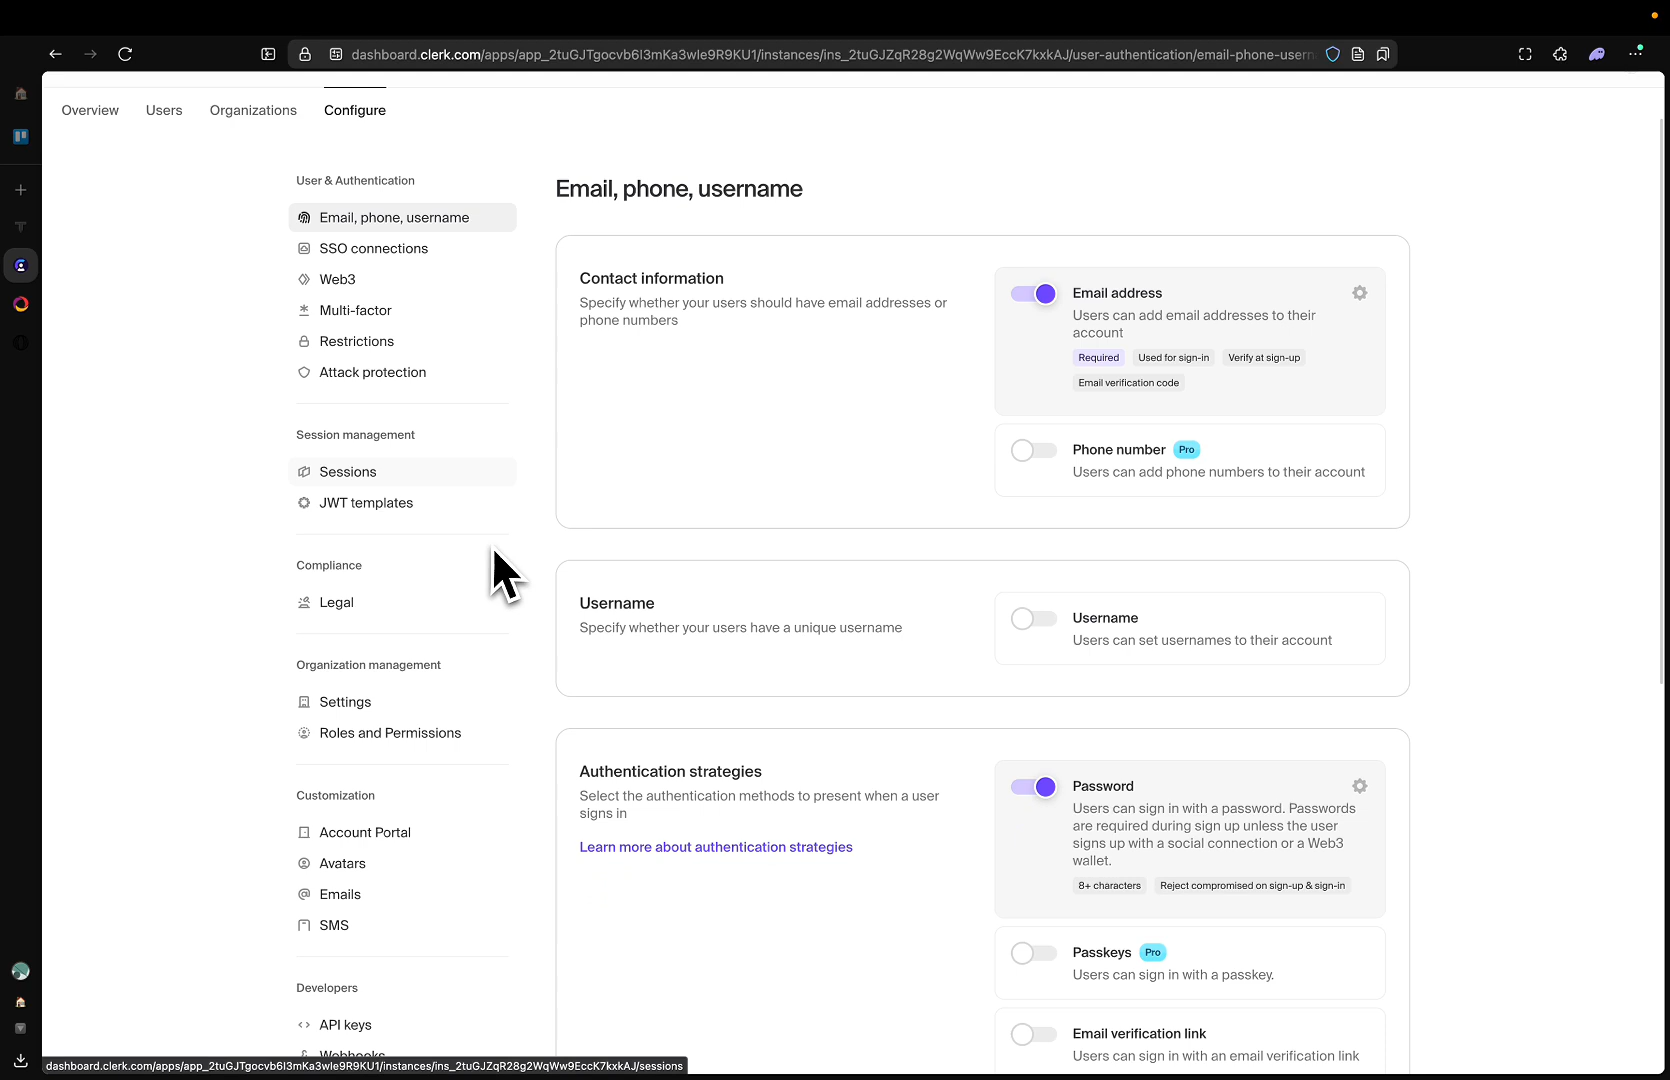 dashboard.clerk.com/apps/app_2tuGJTgocvb6I3mKa3wle9R9KU1/instances/ins_2tuGJZqR28g2WqWw9EccK7kxkAJ/user-authentication/email-phone-usern
Overview Users Organizations Configure
User & Authentication
Email, phone, username
SSO connections
Web3
Multi-factor
Restrictions
Attack protection
Session management
Sessions
JWT templates
Compliance
Legal
Organization management
Settings
Roles and Permissions
Customization
Account Portal
Avatars
Emails
SMS
Developers
API keys
Webhooks
Email, phone, username
Contact information
Specify whether your users should have email addresses or
phone numbers
Email address
Users can add email addresses to their
account
Required Used for sign-in Verify at sign-up
Email verification code
Phone number Pro
Users can add phone numbers to their account
Username
Specify whether your users have a unique username
Username
Users can set usernames to their account
Authentication strategies
Select the authentication methods to present when a user
signs in
Learn more about authentication strategies
Password
Users can sign in with a password. Passwords
are required during sign up unless the user
signs up with a social connection or a Web3
wallet.
8+ characters Reject compromised on sign-up & sign-in
Passkeys Pro
Users can sign in with a passkey.
Email verification link
Users can sign in with an email verification link
dashboard.clerk.com/apps/app_2tuGJTgocvb6I3mKa3wle9R9KU1/instances/ins_2tuGJZqR28g2WqWw9EccK7kxkAJ/sessions